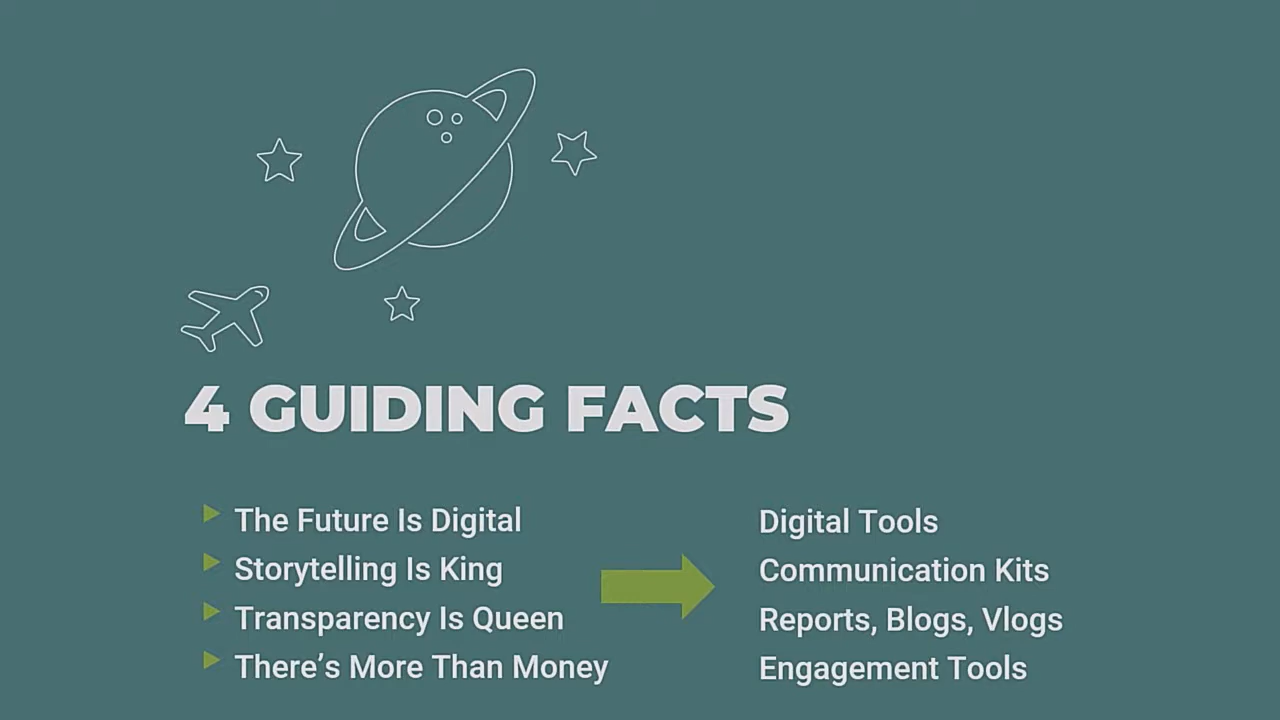 4 GUIDING FACTS
The Future Is Digital
Storytelling Is King
Transparency Is Queen
There’s More Than Money
Digital Tools
Communication Kits
Reports, Blogs, Vlogs
Engagement Tools